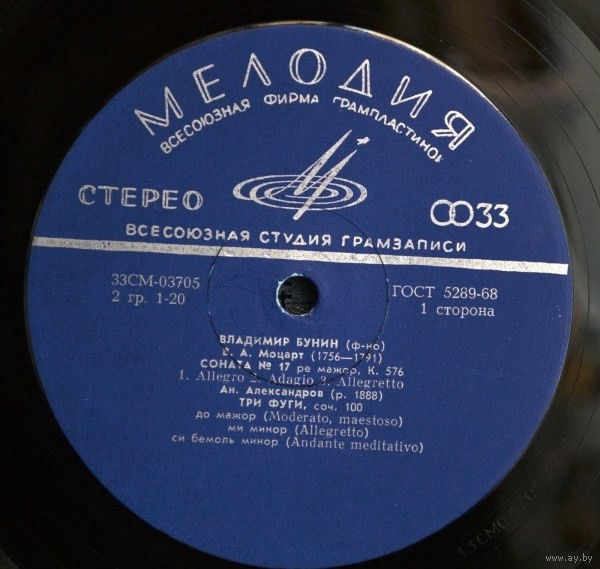 МЕЛОДИЯ
ВСЕСОЮЗНАЯ ФИРМА ГРАМПЛАСТИНОК
СТЕРЕО
33
ВСЕСОЮЗНАЯ СТУДИЯ ГРАМЗАПИСИ
33СМ-03705
2 гр. 1-20
ГОСТ 5289-68
1 сторона
ВЛАДИМИР БУНИН (ф-но)
В. А. Моцарт (1756—1791)
СОНАТА № 17 ре мажор, К. 576
1. Allegro 2. Adagio 3. Allegretto
Ан. Александров (р. 1888)
ТРИ ФУГИ, соч. 100
до мажор (Moderato, maestoso)
ми минор (Allegretto)
си бемоль минор (Andante meditativo)
www.ay.by